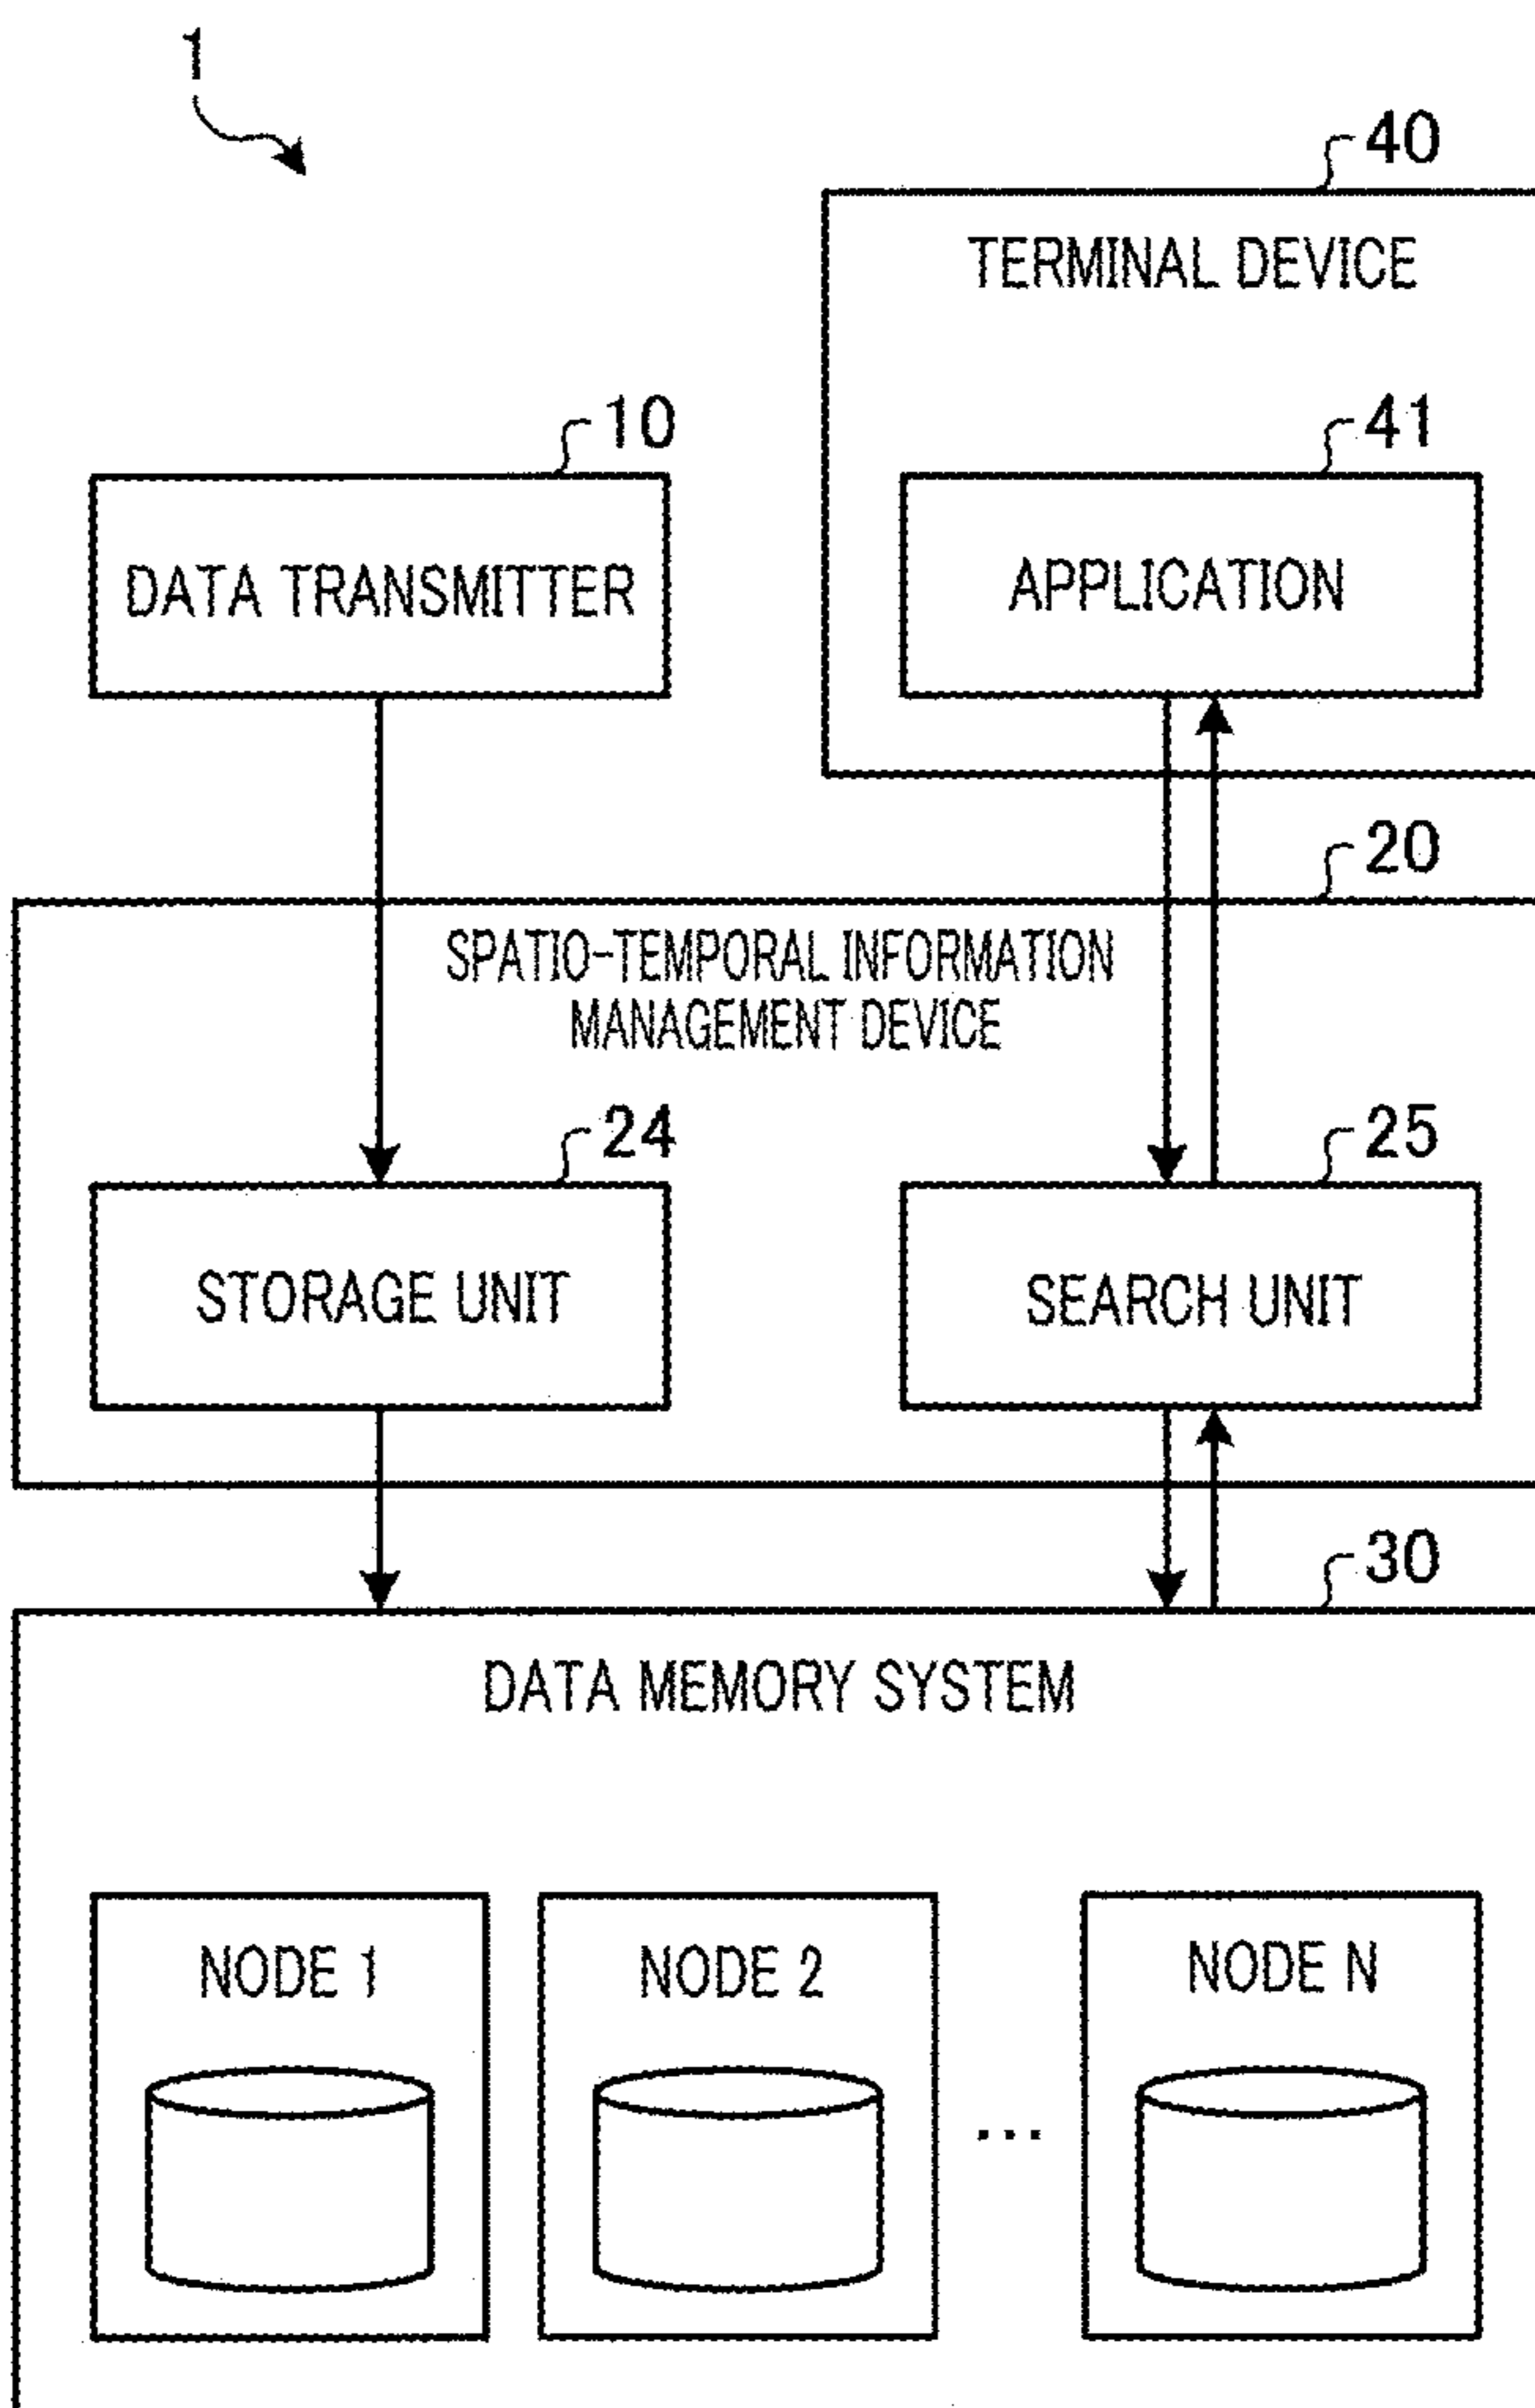 1
40
TERMINAL DEVICE
10
41
DATA TRANSMITTER
APPLICATION
20
SPATIO-TEMPORAL INFORMATION
MANAGEMENT DEVICE
24
25
STORAGE UNIT
SEARCH UNIT
30
DATA MEMORY SYSTEM
NODE 1
NODE 2
NODE N
...